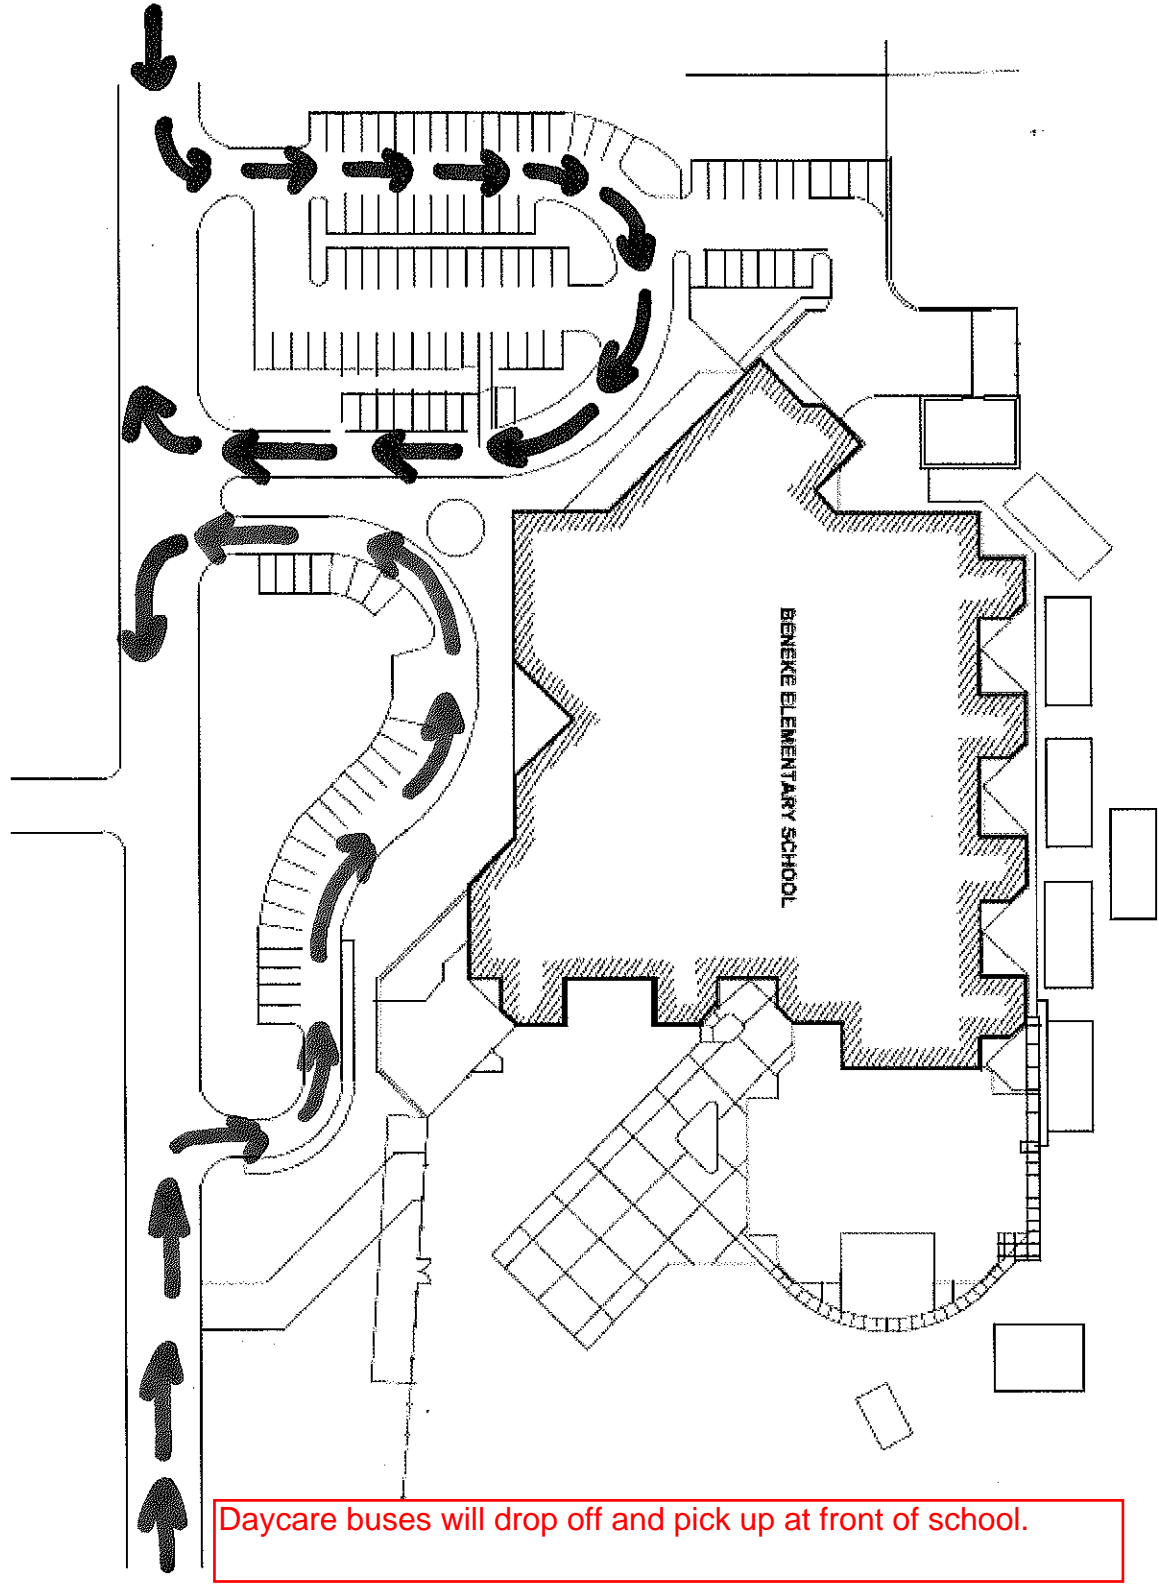 BENEKE ELEMENTARY SCHOOL
Daycare buses will drop off and pick up at front of school.